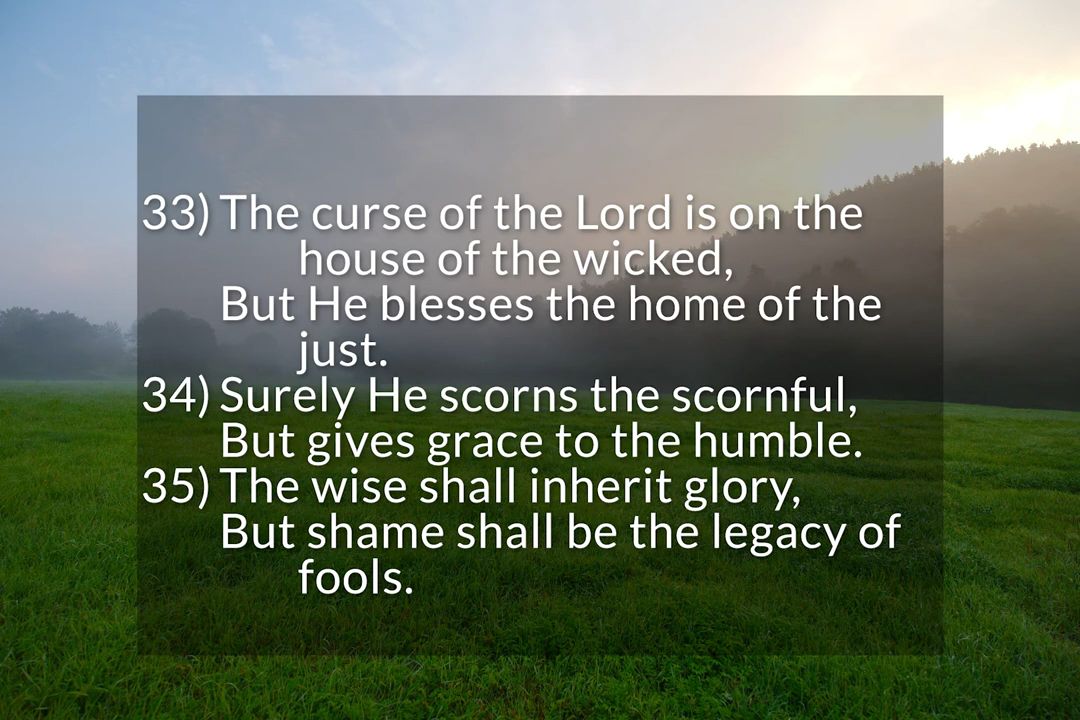 33) The curse of the Lord is on the
house of the wicked,
But He blesses the home of the
just.
34) Surely He scorns the scornful,
But gives grace to the humble.
35) The wise shall inherit glory,
But shame shall be the legacy of
fools.